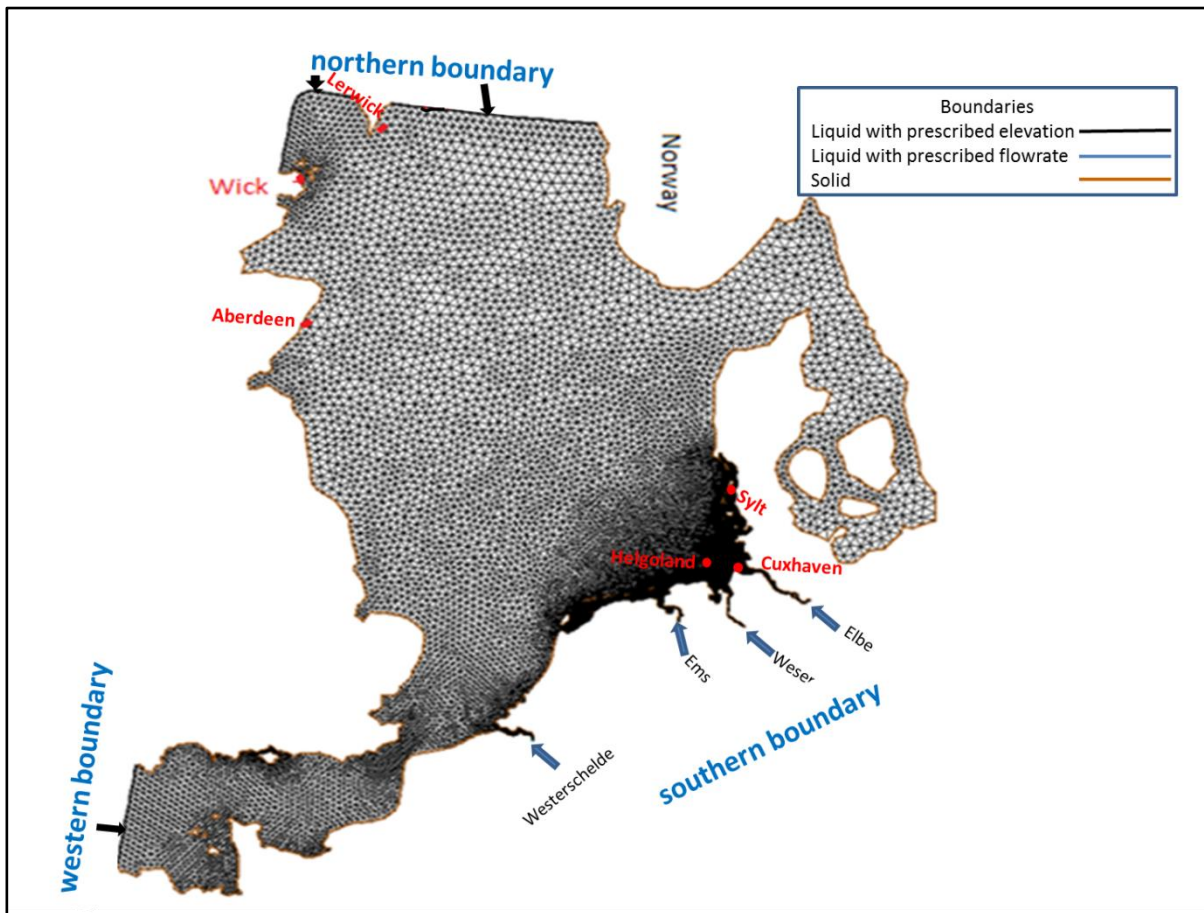 northern boundary
Lerwick
Boundaries
Liquid with prescribed elevation
Liquid with prescribed flowrate
Solid
Norway
Wick
Aberdeen
Sylt
Helgoland
Cuxhaven
Elbe
Weser
Ems
southern boundary
Westerschelde
western boundary